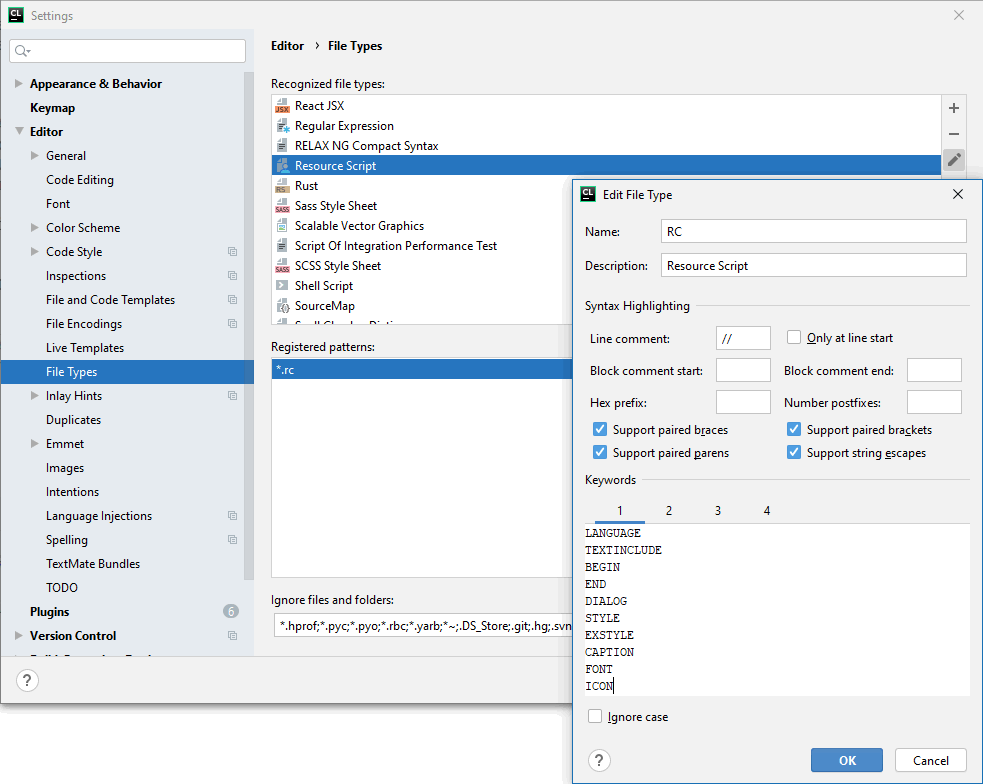 CL Settings
Appearance & Behavior
Keymap
Editor
General
Code Editing
Font
Color Scheme
Code Style
Inspections
File and Code Templates
File Encodings
Live Templates
File Types
Inlay Hints
Duplicates
Emmet
Images
Intentions
Language Injections
Spelling
TextMate Bundles
TODO
Plugins 6
Version Control
?
Editor › File Types
Recognized file types:
JSX React JSX
Regular Expression
RELAX NG Compact Syntax
Resource Script
RS Rust
SASS Sass Style Sheet
Scalable Vector Graphics
Script Of Integration Performance Test
SASS SCSS Style Sheet
Shell Script
SourceMap
Registered patterns:
*.rc
Ignore files and folders:
*.hprof;*.pyc;*.pyo;*.rbc;*.yarb;*~;.DS_Store;.git;.hg;.svn
CL Edit File Type
Name: RC
Description: Resource Script
Syntax Highlighting
Line comment: // Only at line start
Block comment start: Block comment end:
Hex prefix: Number postfixes:
Support paired braces Support paired brackets
Support paired parens Support string escapes
Keywords
1 2 3 4
LANGUAGE
TEXTINCLUDE
BEGIN
END
DIALOG
STYLE
EXSTYLE
CAPTION
FONT
ICON
Ignore case
? OK Cancel